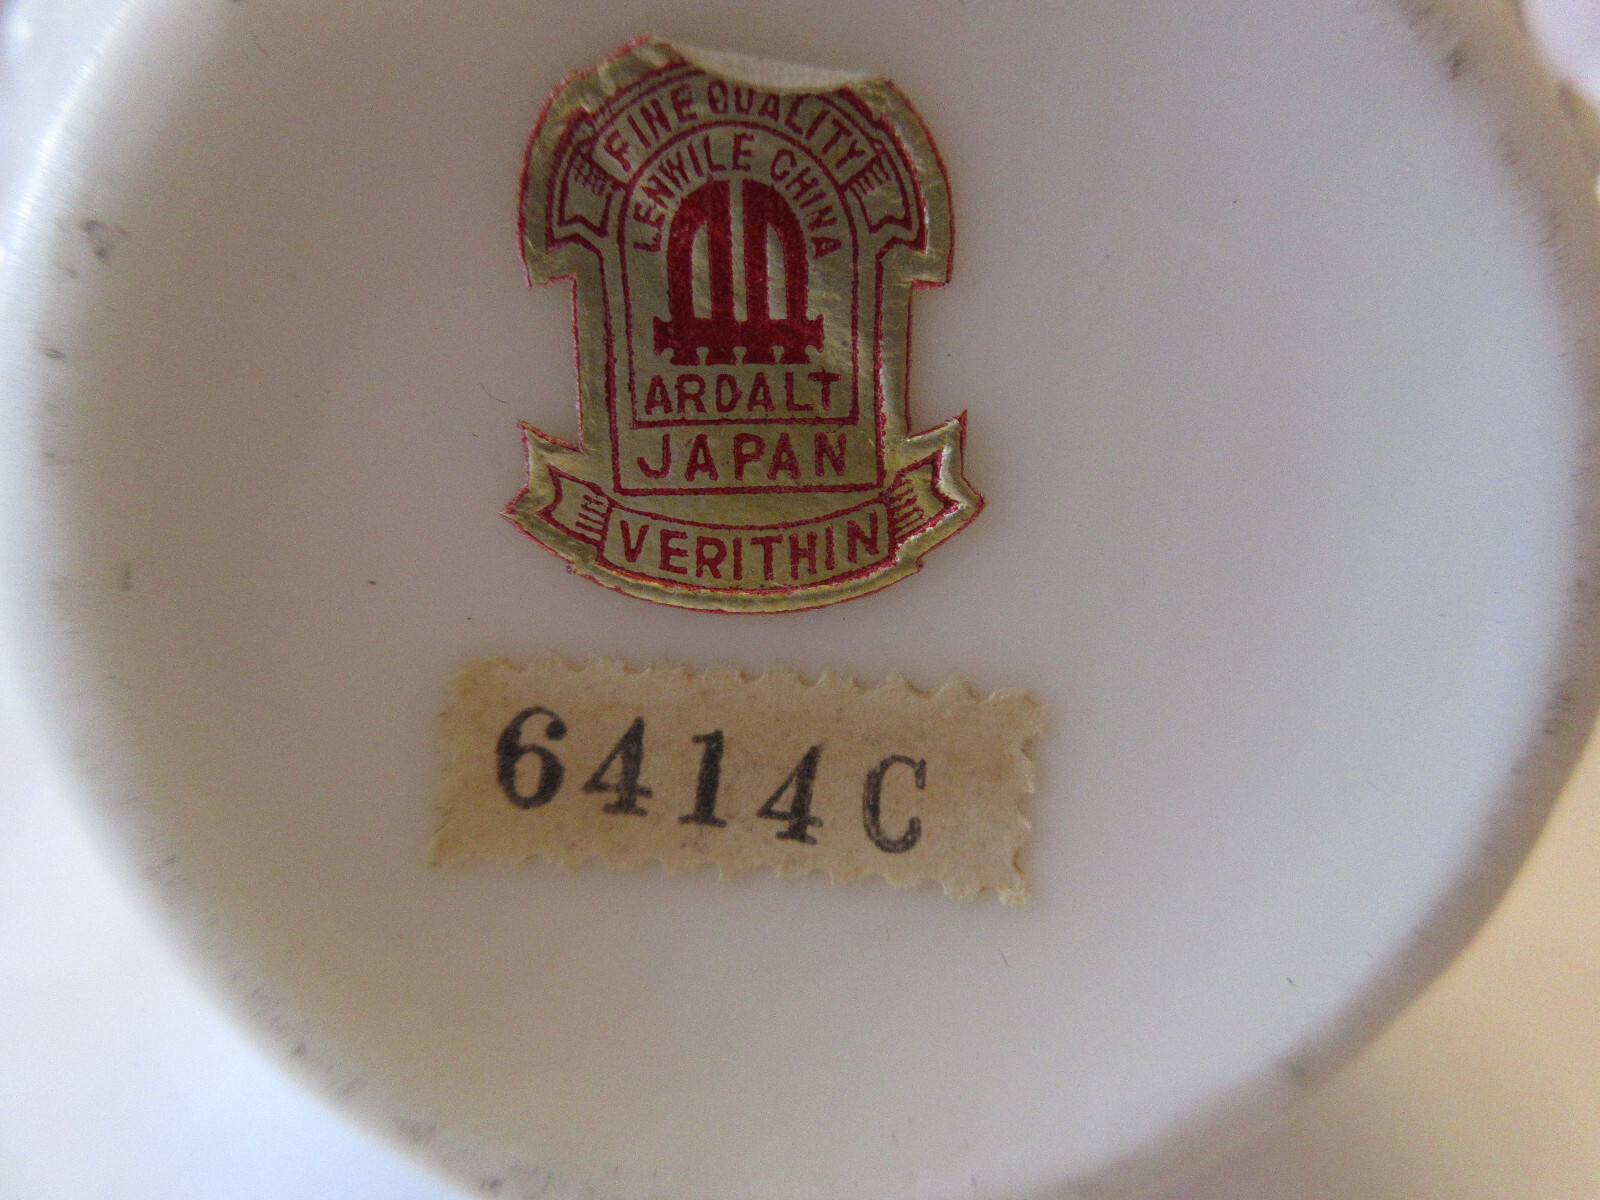 FINE QUALITY
LENWILE CHINA
ARDALT
JAPAN
VERITHIN
6414C